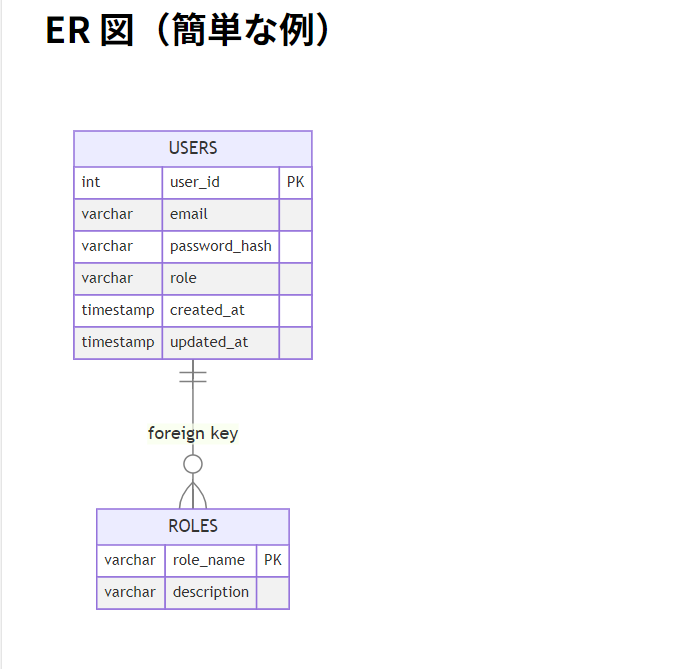 ER 図（簡単な例）
USERS
int user_id PK
varchar email
varchar password_hash
varchar role
timestamp created_at
timestamp updated_at
foreign key
ROLES
varchar role_name PK
varchar description